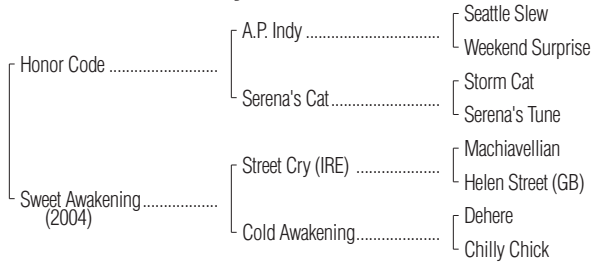 Seattle Slew
A.P. Indy ..............................
Weekend Surprise
Honor Code ........................
Storm Cat
Serena's Cat........................
Serena's Tune
Machiavellian
Street Cry (IRE) ..................
Helen Street (GB)
Sweet Awakening................
(2004)
Dehere
Cold Awakening..................
Chilly Chick